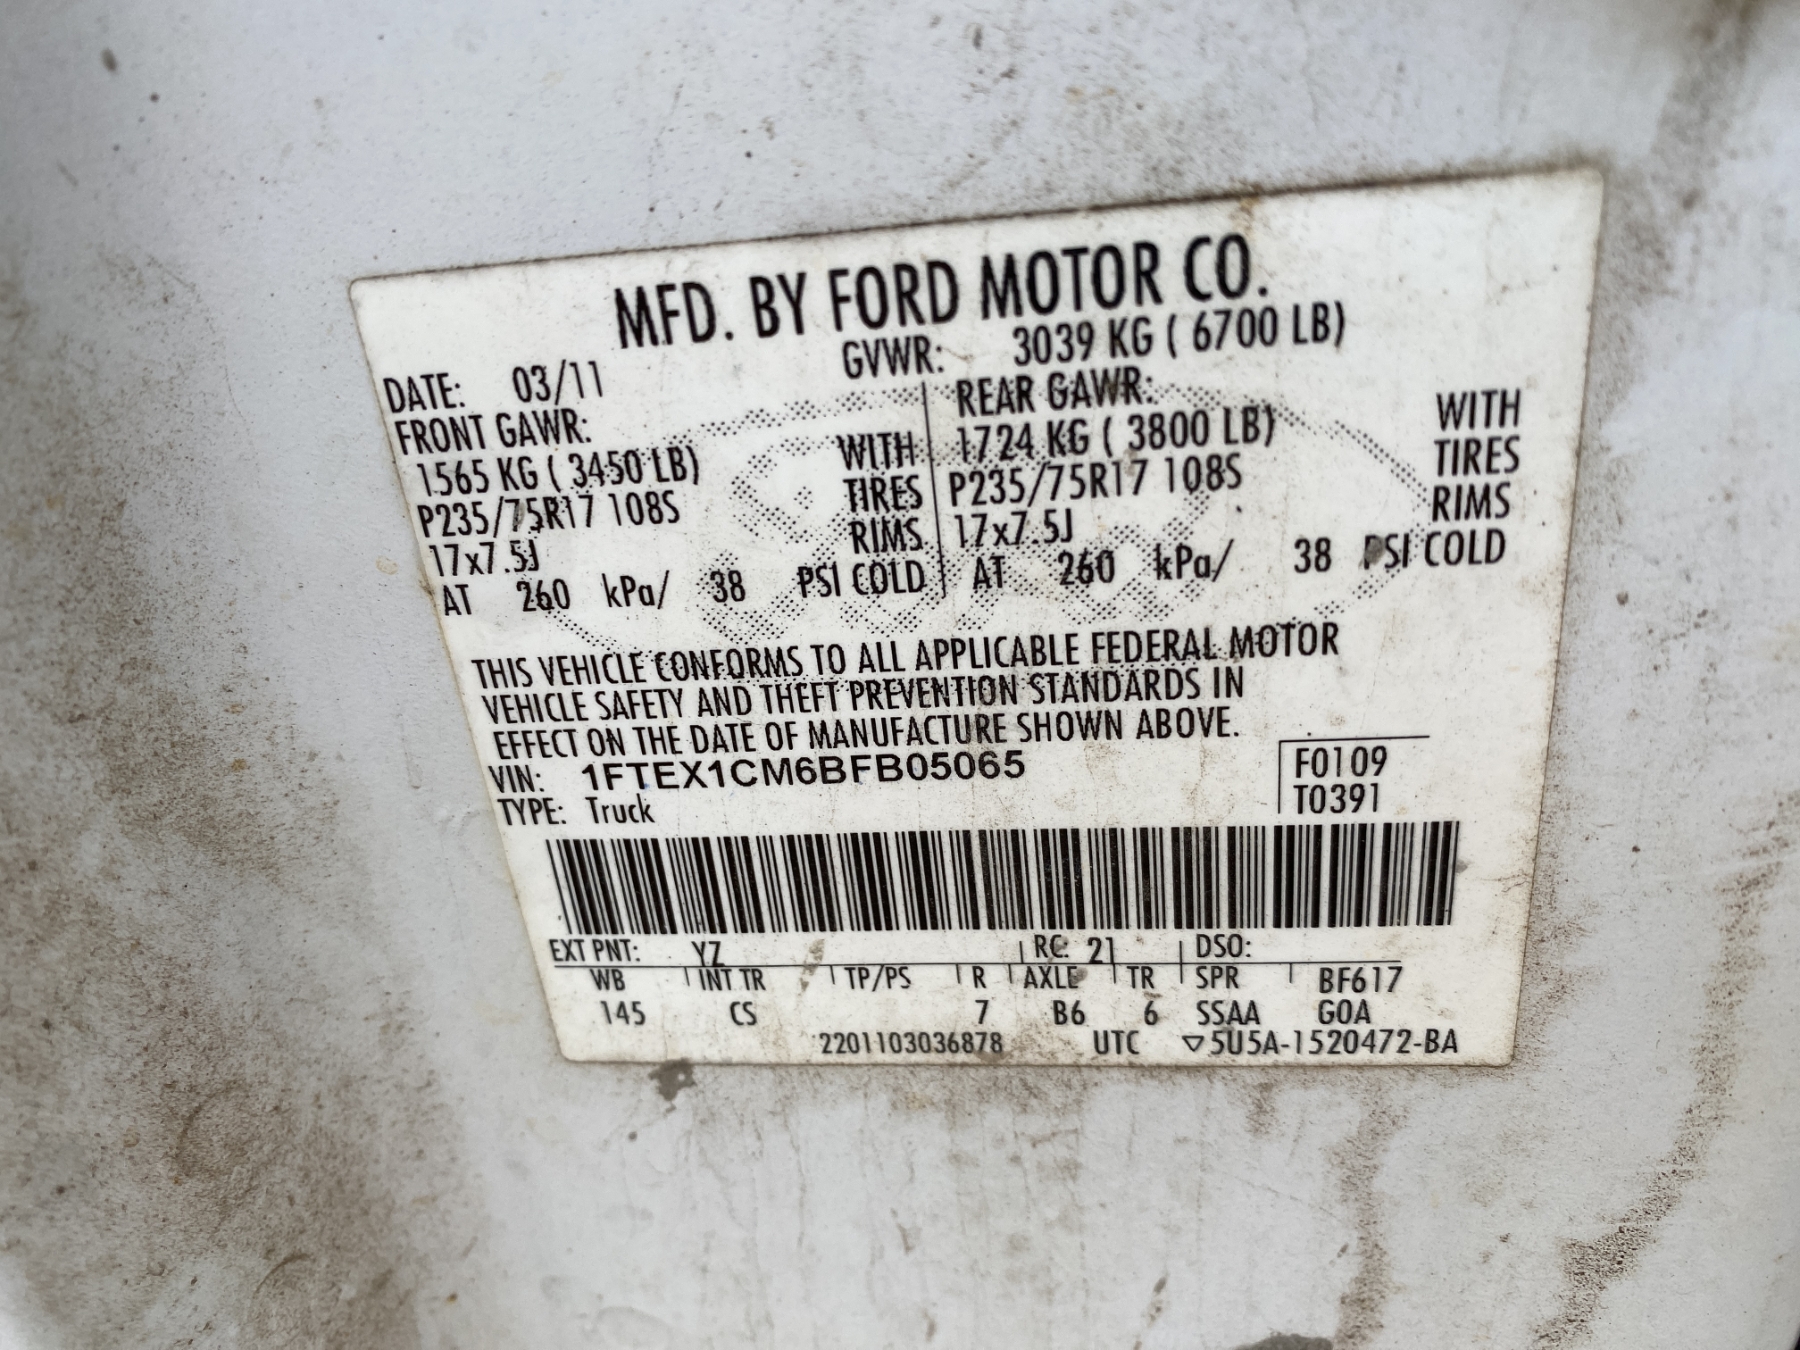 MFD. BY FORD MOTOR CO.
DATE: 03/11 GVWR: 3039 KG ( 6700 LB)
FRONT GAWR: REAR GAWR:
1565 KG ( 3450 LB) WITH 1724 KG ( 3800 LB) WITH
P235/75R17 108S TIRES P235/75R17 108S TIRES
17x7.5J RIMS 17x7.5J RIMS
AT 260 kPa/ 38 PSI COLD AT 260 kPa/ 38 PSI COLD
THIS VEHICLE CONFORMS TO ALL APPLICABLE FEDERAL MOTOR
VEHICLE SAFETY AND THEFT PREVENTION STANDARDS IN
EFFECT ON THE DATE OF MANUFACTURE SHOWN ABOVE.
VIN: 1FTEX1CM6BFB05065 F0109
TYPE: Truck T0391
EXT PNT: YZ RC: 21 DSO:
WB INT TR TP/PS R AXLE TR SPR BF617
145 CS 7 B6 6 SSAA GOA
2201103036878 UTC ▽5U5A-1520472-BA